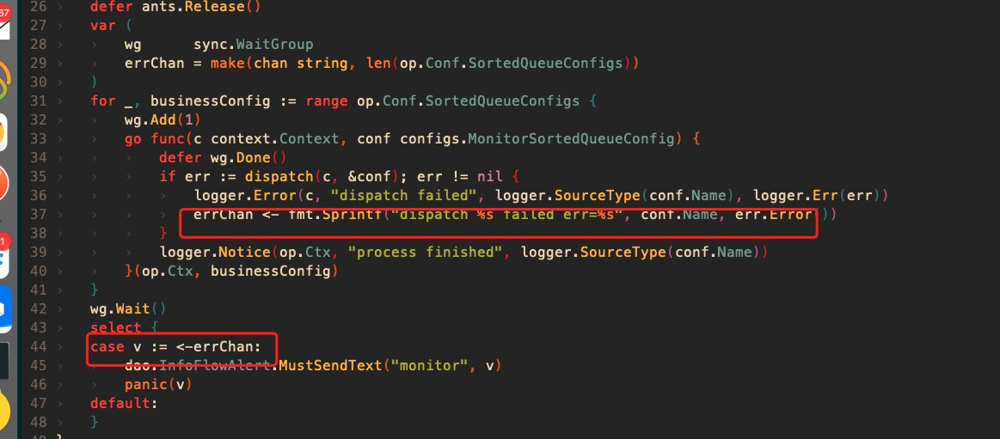 67
26 defer ants.Release()
27 var (
28 wg sync.WaitGroup
29 errChan = make(chan string, len(op.Conf.SortedQueueConfigs))
30 )
31 for _, businessConfig := range op.Conf.SortedQueueConfigs {
32 wg.Add(1)
33 go func(c context.Context, conf configs.MonitorSortedQueueConfig) {
34 defer wg.Done()
35 if err := dispatch(c, &conf); err != nil {
36 logger.Error(c, "dispatch failed", logger.SourceType(conf.Name), logger.Err(err))
37 errChan <- fmt.Sprintf("dispatch %s failed err=%s", conf.Name, err.Error())
38 }
39 logger.Notice(op.Ctx, "process finished", logger.SourceType(conf.Name))
40 }(op.Ctx, businessConfig)
41 }
42 wg.Wait()
43 select {
44 case v := <-errChan:
45 dao.InfoFlowAlert.MustSendText("monitor", v)
46 panic(v)
47 default:
48 }